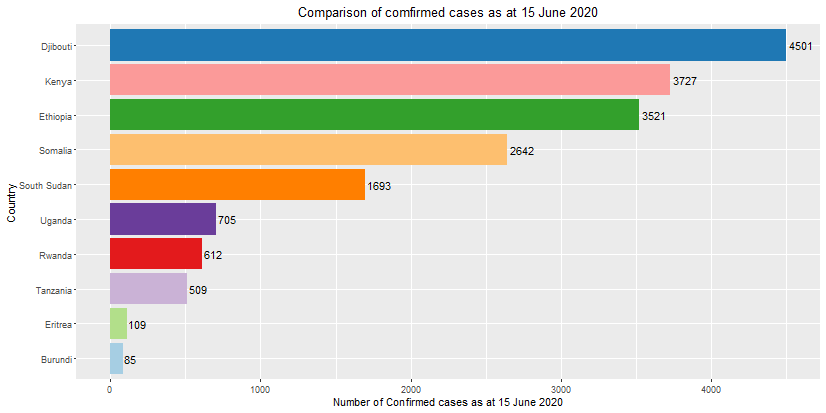 Comparison of comfirmed cases as at 15 June 2020
Country
Djibouti 4501
Kenya 3727
Ethiopia 3521
Somalia 2642
South Sudan 1693
Uganda 705
Rwanda 612
Tanzania 509
Eritrea 109
Burundi 85
0 1000 2000 3000 4000
Number of Confirmed cases as at 15 June 2020